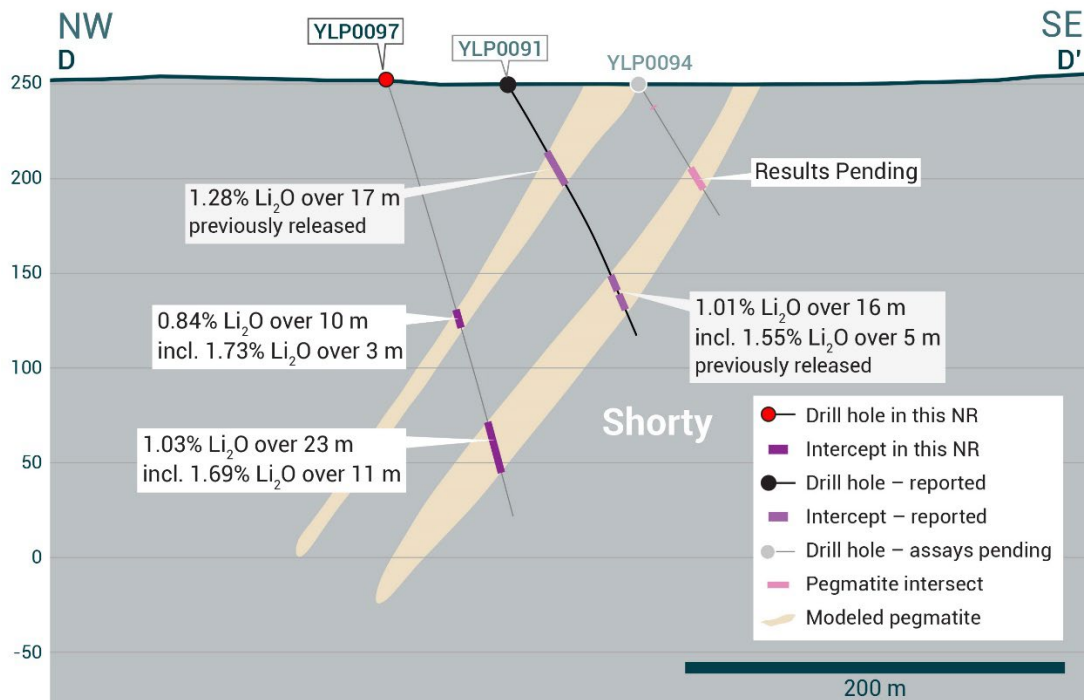 NW
D
SE
D'
YLP0097
YLP0091
YLP0094
250
200
150
100
50
0
-50
1.28% Li₂O over 17 m
previously released
Results Pending
0.84% Li₂O over 10 m
incl. 1.73% Li₂O over 3 m
1.01% Li₂O over 16 m
incl. 1.55% Li₂O over 5 m
previously released
1.03% Li₂O over 23 m
incl. 1.69% Li₂O over 11 m
Shorty
Drill hole in this NR
Intercept in this NR
Drill hole – reported
Intercept – reported
Drill hole – assays pending
Pegmatite intersect
Modeled pegmatite
200 m